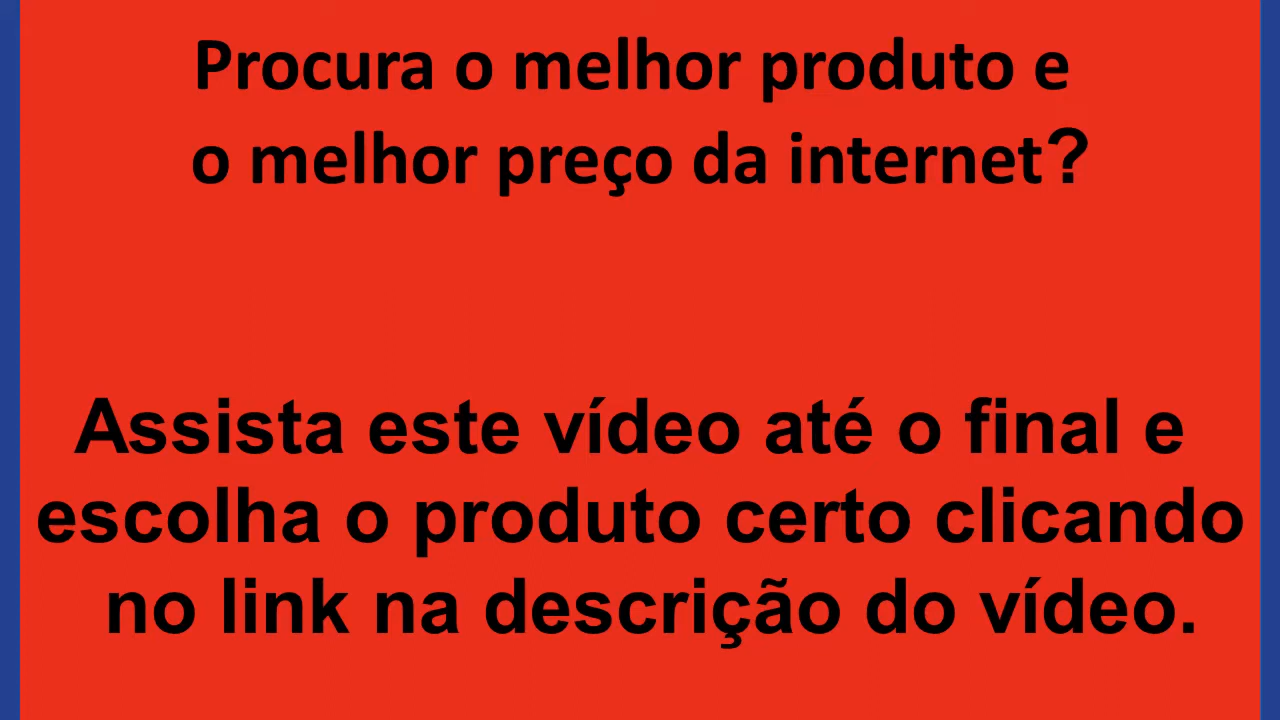 Procura o melhor produto e
o melhor preço da internet?
Assista este vídeo até o final e
escolha o produto certo clicando
no link na descrição do vídeo.